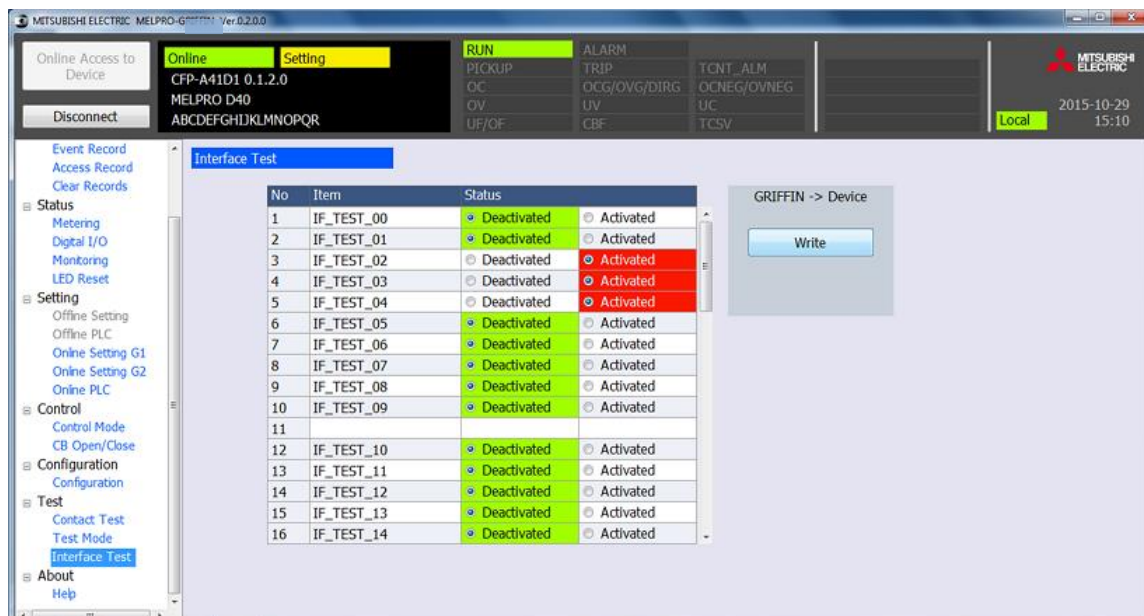 MITSUBISHI ELECTRIC MELPRO-GRIFFIN Ver.0.2.0.0
Online Access to Device
Disconnect
Online Setting
CFP-A41D1 0.1.2.0
MELPRO D40
ABCDEFGHIJKLMNOPQR
RUN ALARM
PICKUP TRIP TCNT_ALM
OC OCG/OVG/DIRG OCNEG/OVNEG
OV UV UC
UF/OF CBF TCSV
MITSUBISHI
ELECTRIC
2015-10-29
Local 15:10
Event Record
Access Record
Clear Records
Status
Metering
Digital I/O
Monitoring
LED Reset
Setting
Offline Setting
Offline PLC
Online Setting G1
Online Setting G2
Online PLC
Control
Control Mode
CB Open/Close
Configuration
Configuration
Test
Contact Test
Test Mode
Interface Test
About
Help
Interface Test
No Item Status
1 IF_TEST_00 Deactivated Activated
2 IF_TEST_01 Deactivated Activated
3 IF_TEST_02 Deactivated Activated
4 IF_TEST_03 Deactivated Activated
5 IF_TEST_04 Deactivated Activated
6 IF_TEST_05 Deactivated Activated
7 IF_TEST_06 Deactivated Activated
8 IF_TEST_07 Deactivated Activated
9 IF_TEST_08 Deactivated Activated
10 IF_TEST_09 Deactivated Activated
11
12 IF_TEST_10 Deactivated Activated
13 IF_TEST_11 Deactivated Activated
14 IF_TEST_12 Deactivated Activated
15 IF_TEST_13 Deactivated Activated
16 IF_TEST_14 Deactivated Activated
GRIFFIN -> Device
Write